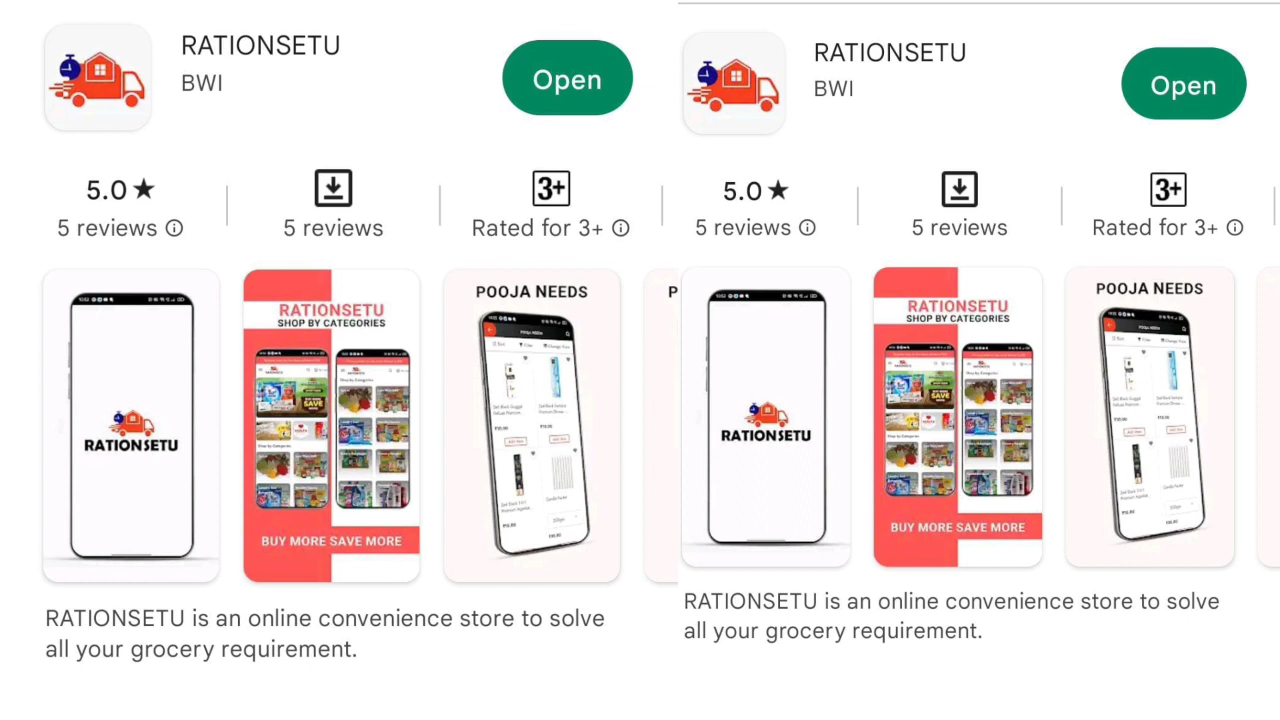 RATIONSETU
BWI
Open
5.0 ★
5 reviews
5 reviews
3+
Rated for 3+
RATIONSETU
RATIONSETU
SHOP BY CATEGORIES
BUY MORE SAVE MORE
POOJA NEEDS
P
RATIONSETU is an online convenience store to solve
all your grocery requirement.
RATIONSETU
BWI
Open
5.0 ★
5 reviews
5 reviews
3+
Rated for 3+
RATIONSETU
RATIONSETU
SHOP BY CATEGORIES
BUY MORE SAVE MORE
POOJA NEEDS
RATIONSETU is an online convenience store to solve
all your grocery requirement.